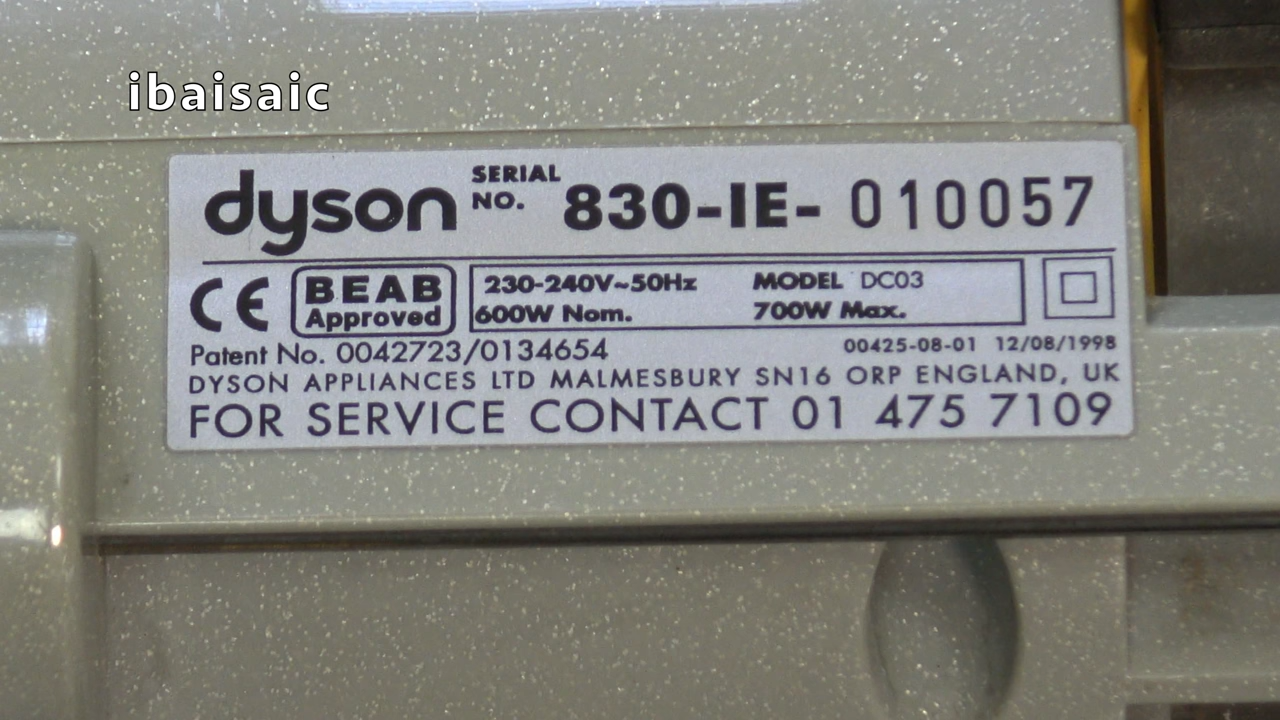 ibaisaic
dyson SERIAL NO. 830-IE- 010057
CE BEAB Approved
230-240V~50Hz MODEL DC03
600W Nom. 700W Max.
Patent No. 0042723/0134654 00425-08-01 12/08/1998
DYSON APPLIANCES LTD MALMESBURY SN16 ORP ENGLAND, UK
FOR SERVICE CONTACT 01 475 7109